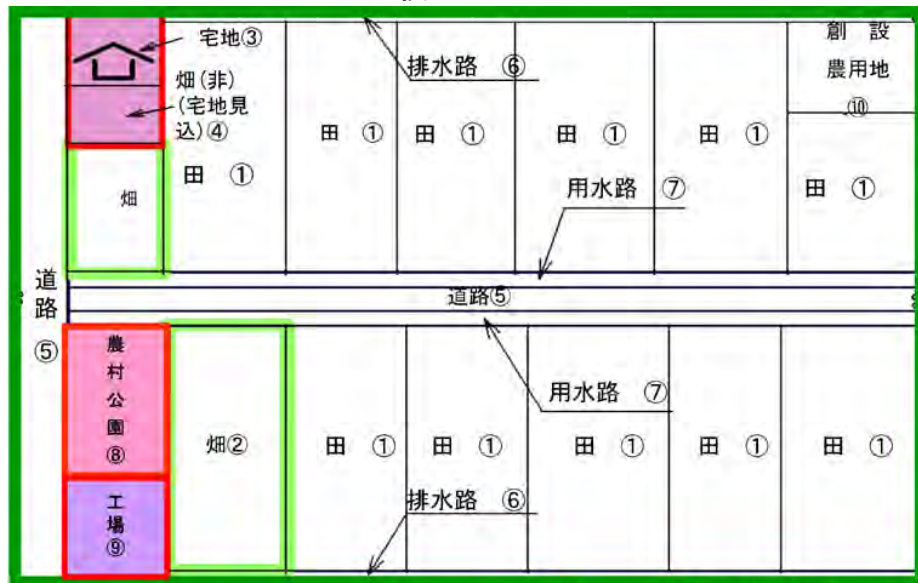 宅地③
畑(非)
(宅地見
込)④
畑
田 ①
田 ①
田 ①
田 ①
田 ①
創 設
農用地
⑩
田 ①
排水路 ⑥
用水路 ⑦
道路⑤
道路⑤
農村公園⑧
工場⑨
畑②
田 ①
田 ①
田 ①
田 ①
田 ①
用水路 ⑦
排水路 ⑥